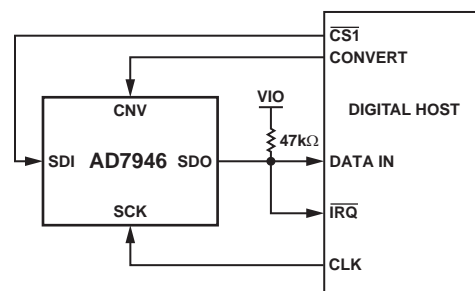 CS1
CONVERT
CNV
VIO
DIGITAL HOST
47kΩ
SDI AD7946 SDO
DATA IN
SCK
IRQ
CLK